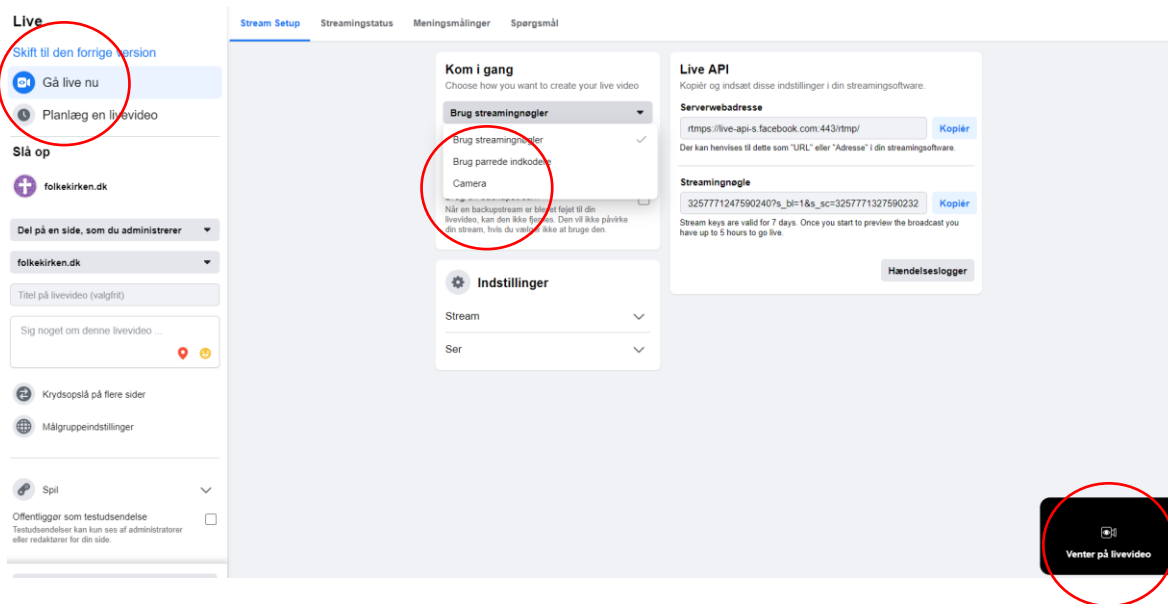 Live
Skift til den forrige version
Gå live nu
Planlæg en livevideo
Slå op
folkekirken.dk
Del på en side, som du administrerer
folkekirken.dk
Titel på livevideo (valgfrit)
Sig noget om denne livevideo ...
Krydsopslå på flere sider
Målgruppeindstillinger
Spil
Offentliggør som testudsendelse
Testudsendelser kan kun ses af administratorer
eller redaktører for din side.
Stream Setup
Streamingstatus
Meningsmålinger
Spørgsmål
Kom i gang
Choose how you want to create your live video
Brug streamingnøgler
Brug streamingnøgler
Brug parrede indkodere
Camera
Når en backupstream er blevet føjet til din
livevideo, kan den ikke fjernes. Den vil ikke påvirke
din stream, hvis du vælger ikke at bruge den.
Indstillinger
Stream
Ser
Live API
Kopiér og indsæt disse indstillinger i din streamingsoftware.
Serverwebadresse
rtmps://live-api-s.facebook.com:443/rtmp/
Kopiér
Der kan henvises til dette som "URL" eller "Adresse" i din streamingsoftware.
Streamingnøgle
3257771247590240?s_bl=1&s_sc=3257771327590232
Kopiér
Stream keys are valid for 7 days. Once you start to preview the broadcast you
have up to 5 hours to go live.
Hændelseslogger
Venter på livevideo